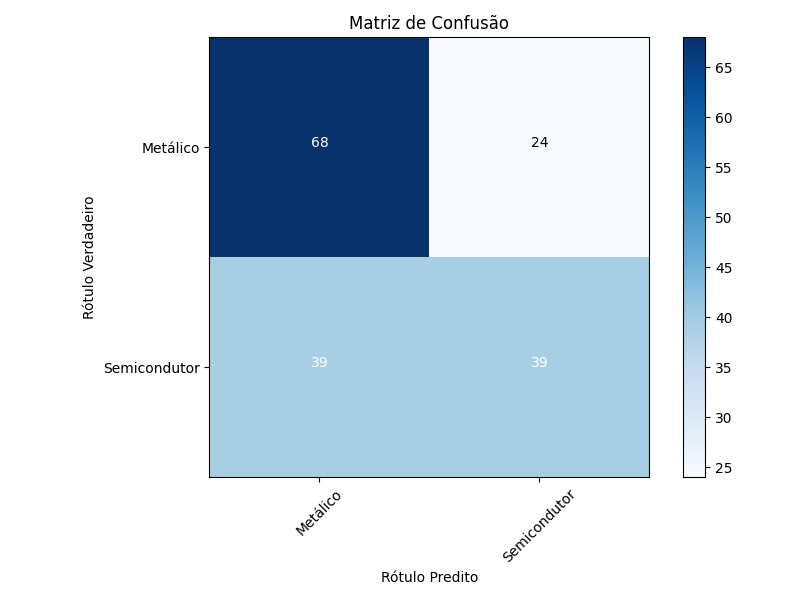 Matriz de Confusão
Rótulo Verdadeiro
Metálico
Semicondutor
68
24
39
39
Metálico
Semicondutor
Rótulo Predito
65
60
55
50
45
40
35
30
25